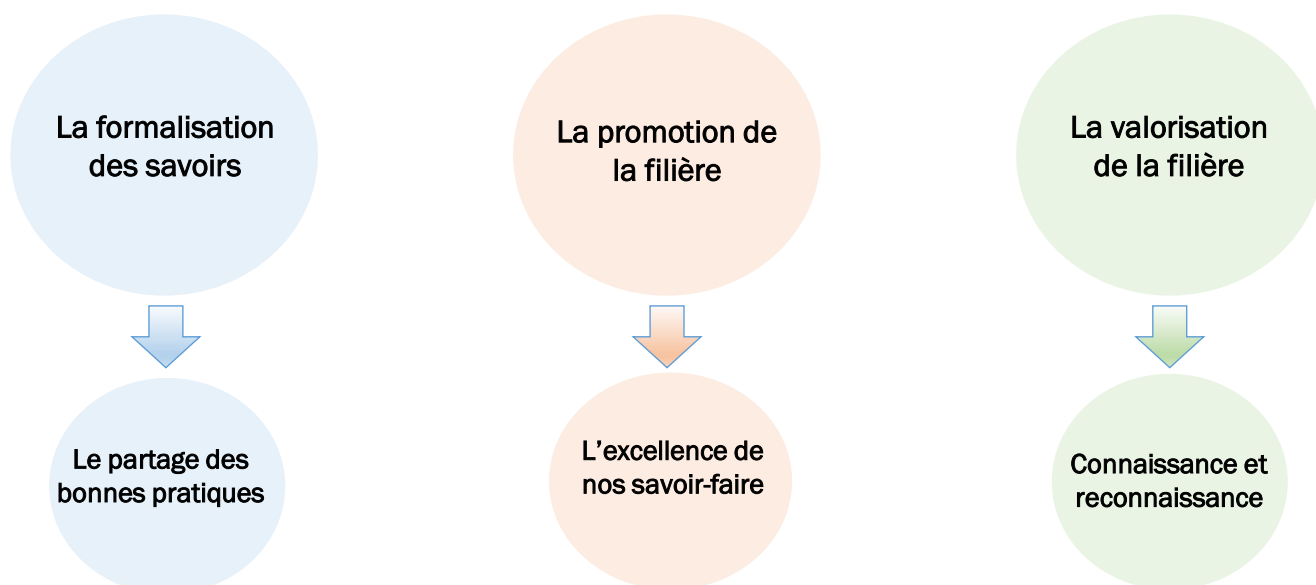 La formalisation
des savoirs
La promotion de
la filière
La valorisation
de la filière
Le partage des
bonnes pratiques
L’excellence de
nos savoir-faire
Connaissance et
reconnaissance